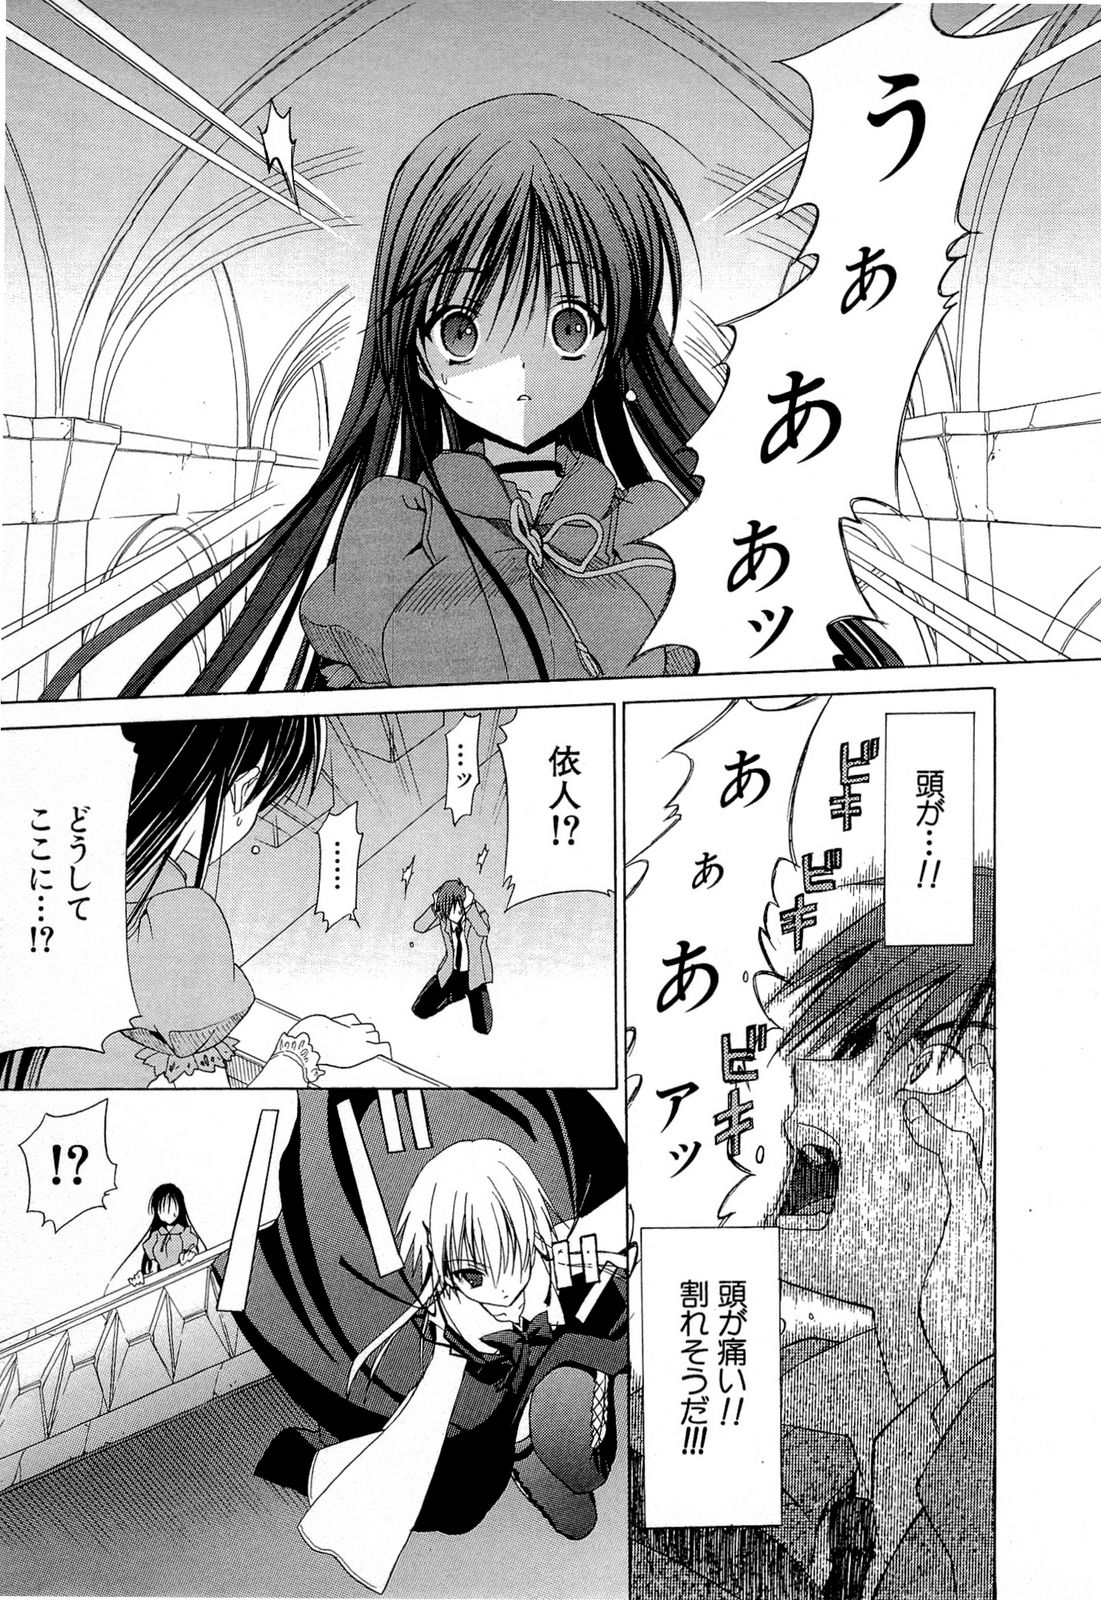 うぁぁああッ
頭が…!!
ビキ
ビキ
ビキ
ビキ
あぁぁあアッ
頭が痛い!!
割れそうだ!!!
依人!?
…ッ
……
どうして
ここに…!?
!?